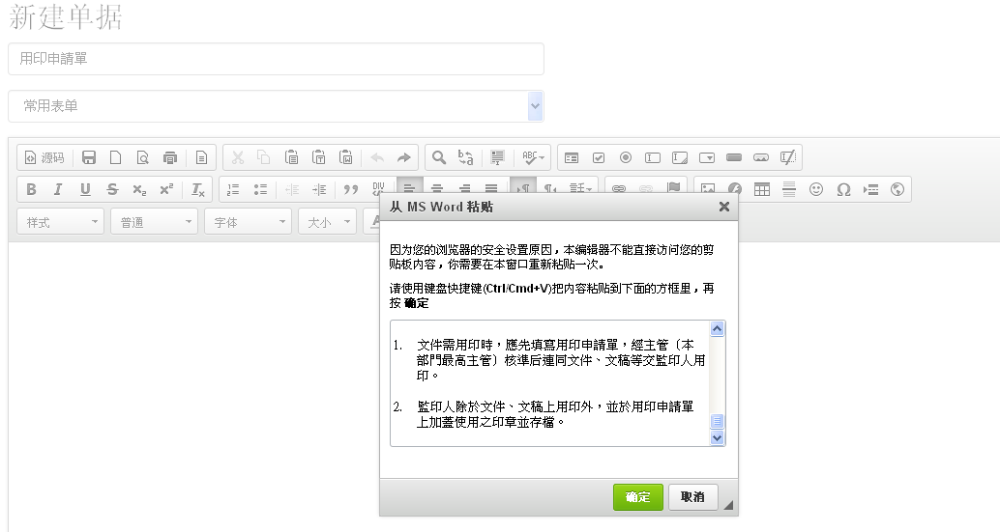 新建单据
用印申請單
常用表单
源码
ABC
B I U S x₂ x² Tx
DIV
話
样式 普通 字体 大小 A
从 MS Word 粘贴
因为您的浏览器的安全设置原因，本编辑器不能直接访问您的剪
贴板内容，你需要在本窗口重新粘贴一次。
请使用键盘快捷键(Ctrl/Cmd+V)把内容粘贴到下面的方框里，再
按 确定
1. 文件需用印時，應先填寫用印申請單，經主管〔本
部門最高主管〕核準后連同文件、文稿等交監印人用
印。
2. 監印人除於文件、文稿上用印外，並於用印申請單
上加蓋使用之印章並存檔。
确定 取消